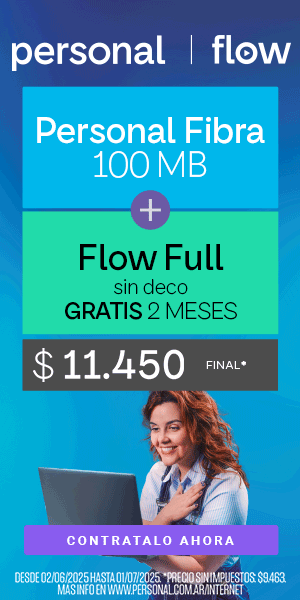 personal | flow
Personal Fibra
100 MB
+
Flow Full
sin deco
GRATIS 2 MESES
$ 11.450 FINAL*
CONTRATALO AHORA
DESDE 02/06/2025 HASTA 01/07/2025. *PRECIO SIN IMPUESTOS: $9.463.
MAS INFO EN WWW.PERSONAL.COM.AR/INTERNET